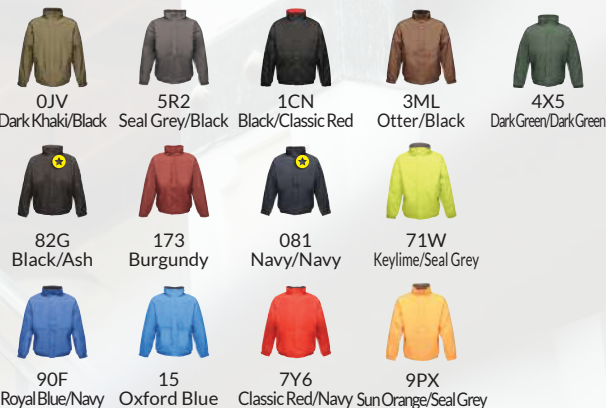 0JV 5R2 1CN 3ML 4X5
Dark Khaki/Black Seal Grey/Black Black/Classic Red Otter/Black Dark Green/Dark Green
82G 173 081 71W
Black/Ash Burgundy Navy/Navy Keylime/Seal Grey
90F 15 7Y6 9PX
Royal Blue/Navy Oxford Blue Classic Red/Navy Sun Orange/Seal Grey